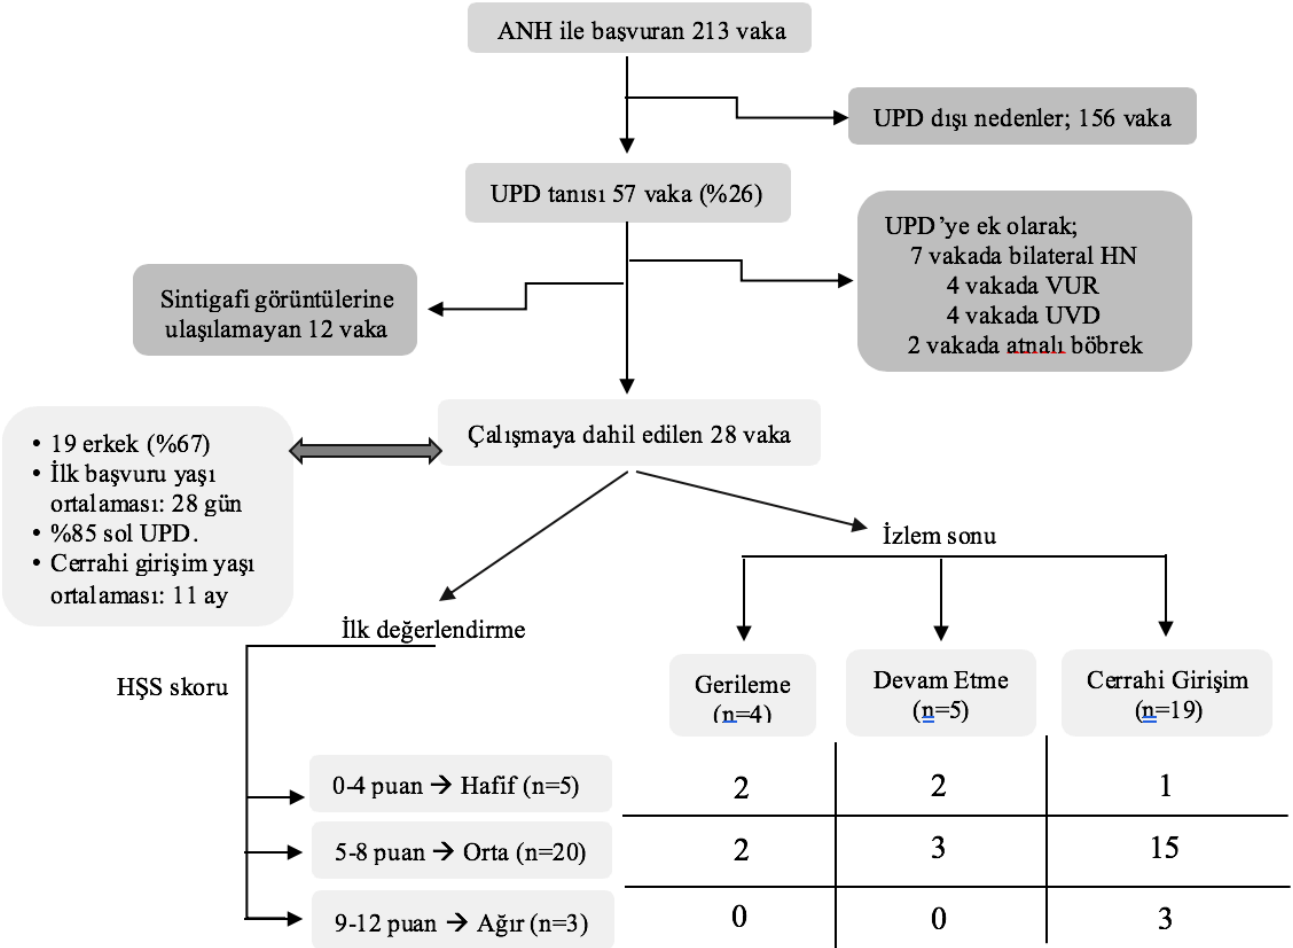 ANH ile başvuran 213 vaka
UPD dışı nedenler; 156 vaka
UPD tanısı 57 vaka (%26)
UPD'ye ek olarak;
7 vakada bilateral HN
4 vakada VUR
4 vakada UVD
2 vakada atnalı böbrek
Sintigafi görüntülerine
ulaşılamayan 12 vaka
Çalışmaya dahil edilen 28 vaka
• 19 erkek (%67)
• İlk başvuru yaşı
ortalaması: 28 gün
• %85 sol UPD.
• Cerrahi girişim yaşı
ortalaması: 11 ay
İzlem sonu
İlk değerlendirme
HŞS skoru
Gerileme
(n=4)
Devam Etme
(n=5)
Cerrahi Girişim
(n=19)
0-4 puan → Hafif (n=5)
2
2
1
5-8 puan → Orta (n=20)
2
3
15
9-12 puan → Ağır (n=3)
0
0
3